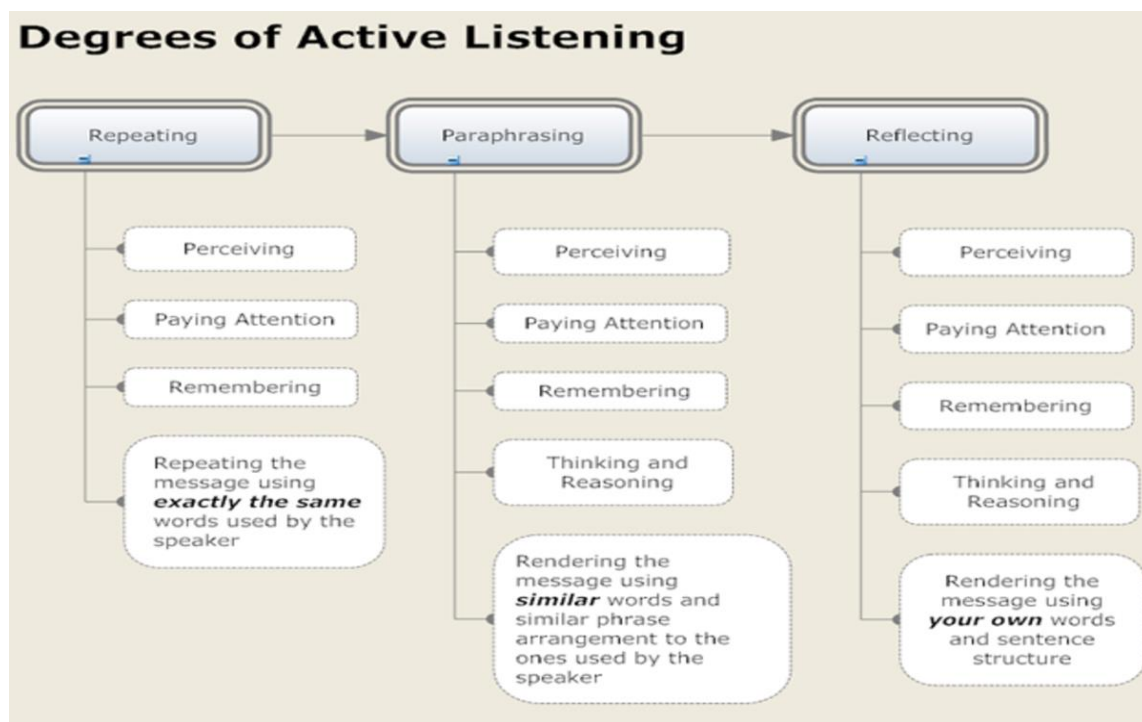 Degrees of Active Listening
Repeating
Perceiving
Paying Attention
Remembering
Repeating the
message using
exactly the same
words used by the
speaker
Paraphrasing
Perceiving
Paying Attention
Remembering
Thinking and
Reasoning
Rendering the
message using
similar words and
similar phrase
arrangement to the
ones used by the
speaker
Reflecting
Perceiving
Paying Attention
Remembering
Thinking and
Reasoning
Rendering the
message using
your own words
and sentence
structure